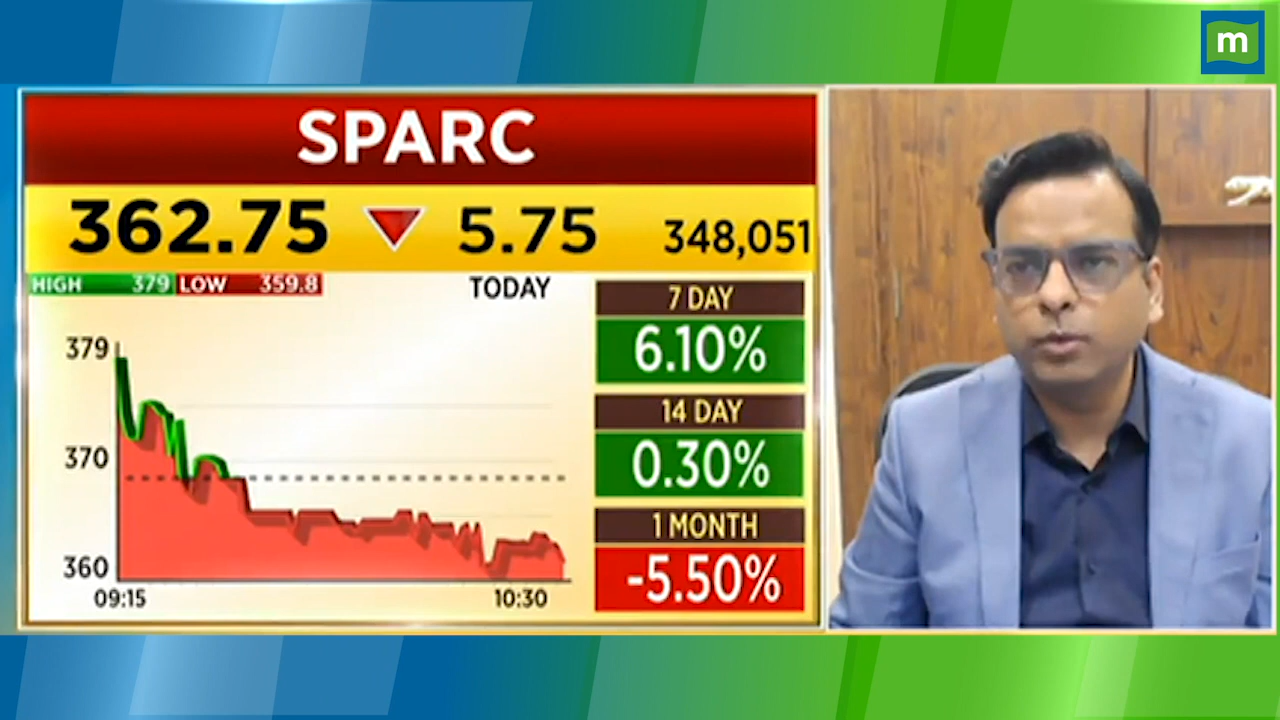 m
SPARC
362.75 5.75 348,051
HIGH 379 LOW 359.8
TODAY
379
370
360
09:15 10:30
7 DAY
6.10%
14 DAY
0.30%
1 MONTH
-5.50%